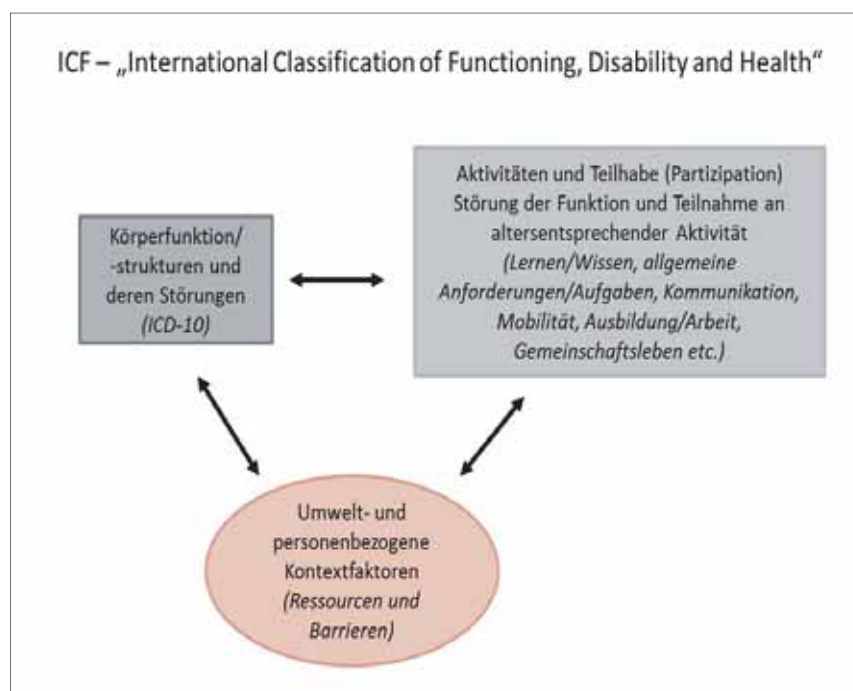 ICF – „International Classification of Functioning, Disability and Health“
Körperfunktion/
-strukturen und
deren Störungen
(ICD-10)
Aktivitäten und Teilhabe (Partizipation)
Störung der Funktion und Teilnahme an
altersentsprechender Aktivität
(Lernen/Wissen, allgemeine
Anforderungen/Aufgaben, Kommunikation,
Mobilität, Ausbildung/Arbeit,
Gemeinschaftsleben etc.)
Umwelt- und
personenbezogene
Kontextfaktoren
(Ressourcen und
Barrieren)